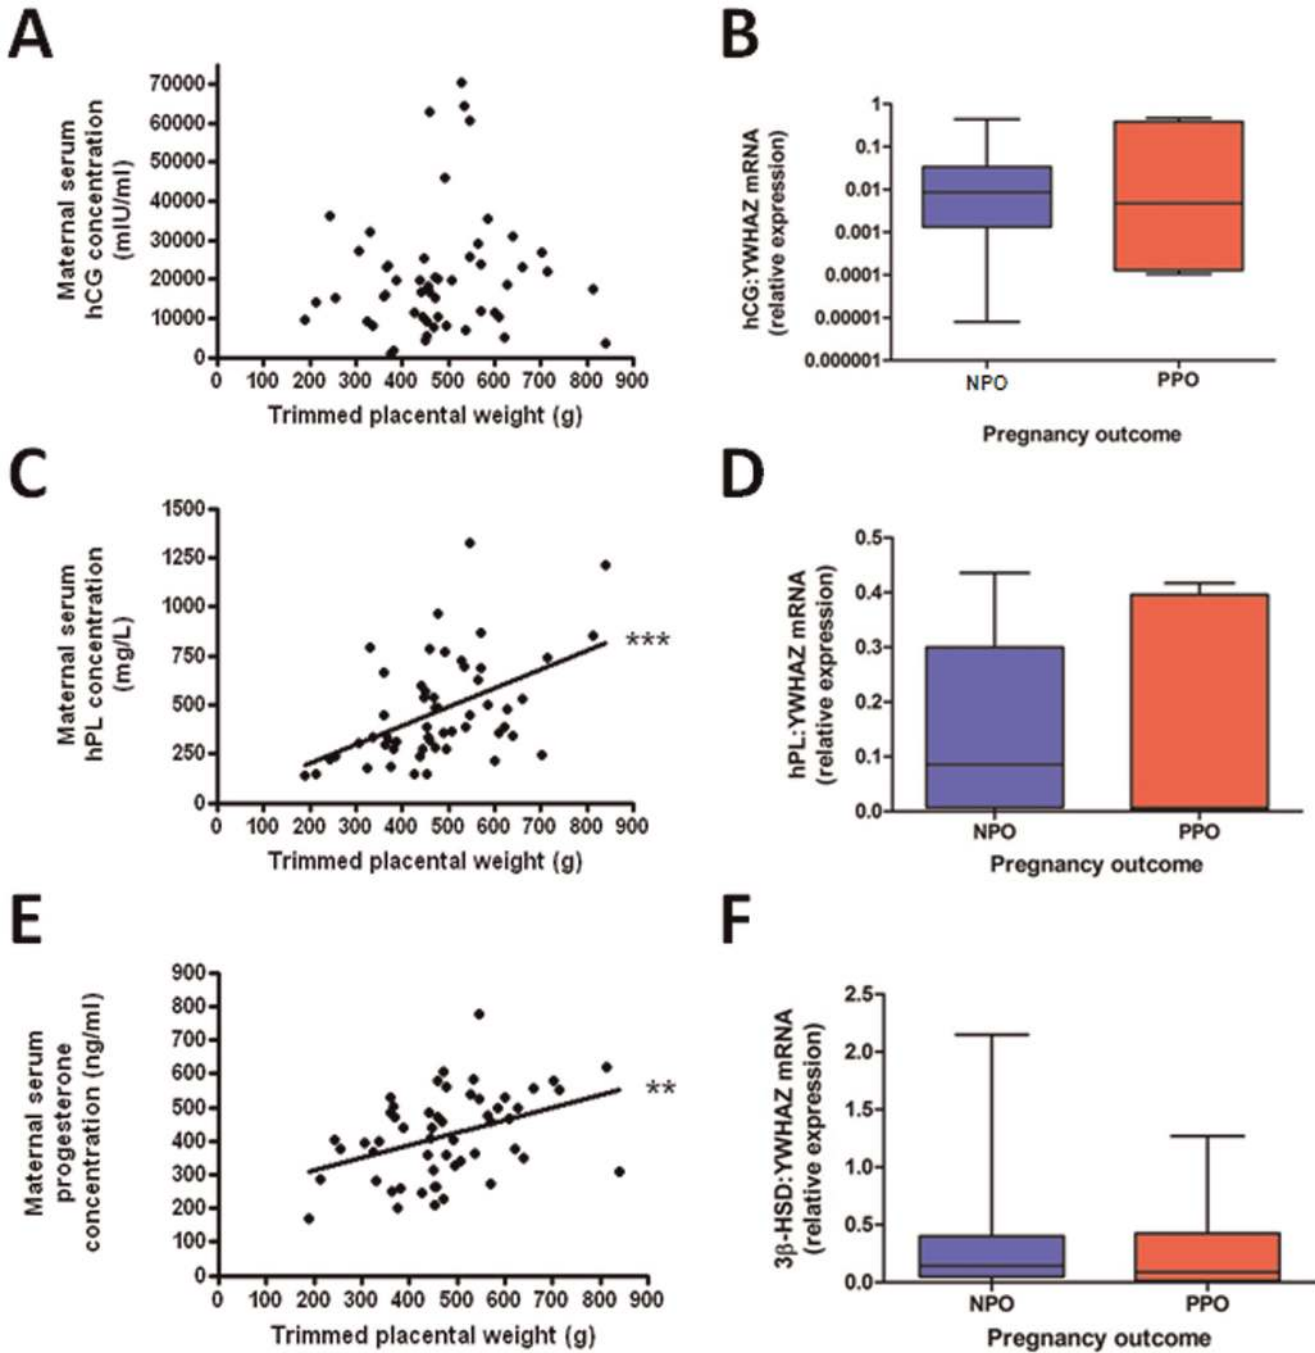 A
Maternal serum
hCG concentration
(mIU/ml)
70000
60000
50000
40000
30000
20000
10000
0
0 100 200 300 400 500 600 700 800 900
Trimmed placental weight (g)
B
hCG:YWHAZ mRNA
(relative expression)
1
0.1
0.01
0.001
0.0001
0.00001
0.000001
NPO PPO
Pregnancy outcome
C
Maternal serum
hPL concentration
(mg/L)
1500
1250
1000
750
500
250
0
***
0 100 200 300 400 500 600 700 800 900
Trimmed placental weight (g)
D
hPL:YWHAZ mRNA
(relative expression)
0.5
0.4
0.3
0.2
0.1
0.0
NPO PPO
Pregnancy outcome
E
Maternal serum
progesterone
concentration (ng/ml)
900
800
700
600
500
400
300
200
100
0
**
0 100 200 300 400 500 600 700 800 900
Trimmed placental weight (g)
F
3β-HSD:YWHAZ mRNA
(relative expression)
2.5
2.0
1.5
1.0
0.5
0.0
NPO PPO
Pregnancy outcome